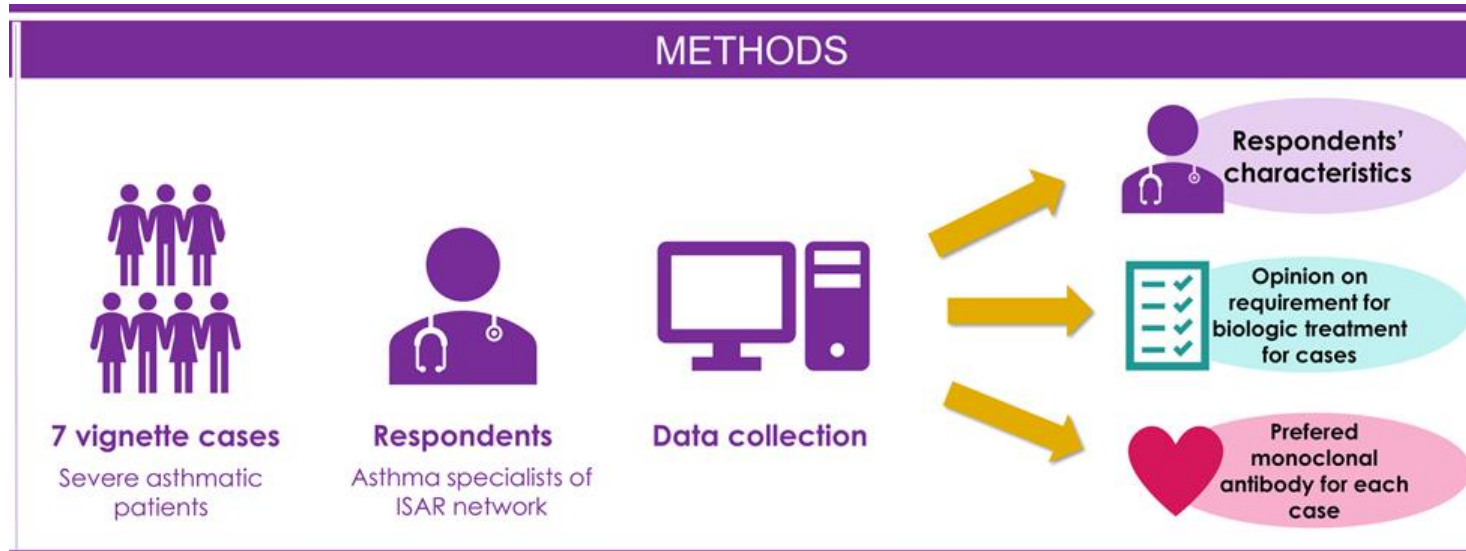 METHODS
7 vignette cases
Severe asthmatic
patients
Respondents
Asthma specialists of
ISAR network
Data collection
Respondents’
characteristics
Opinion on
requirement for
biologic treatment
for cases
Prefered
monoclonal
antibody for each
case